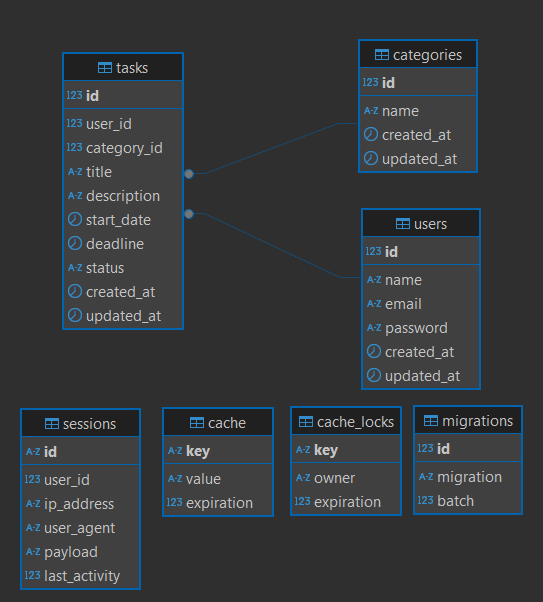 tasks
123 id
123 user_id
123 category_id
A-Z title
A-Z description
start_date
deadline
A-Z status
created_at
updated_at
categories
123 id
A-Z name
created_at
updated_at
users
123 id
A-Z name
A-Z email
A-Z password
created_at
updated_at
sessions
A-Z id
123 user_id
A-Z ip_address
A-Z user_agent
A-Z payload
123 last_activity
cache
A-Z key
A-Z value
123 expiration
cache_locks
A-Z key
A-Z owner
123 expiration
migrations
123 id
A-Z migration
123 batch